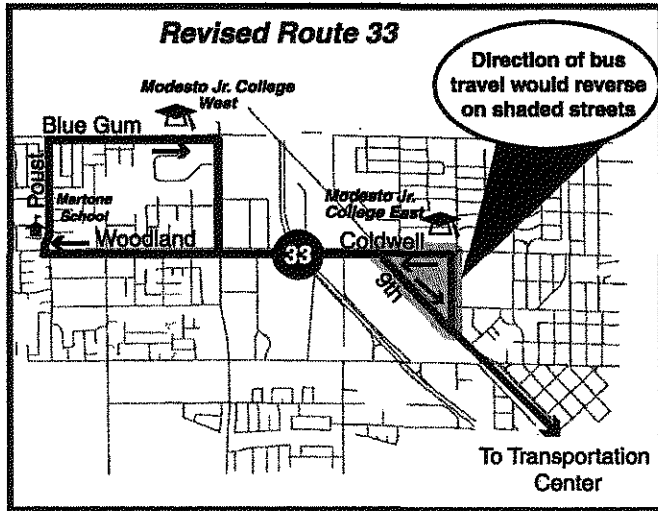 Revised Route 33
Direction of bus
travel would reverse
on shaded streets
Modesto Jr. College
West
Blue Gum
Poust
Martone
School
Modesto Jr.
College East
Woodland
33
Coldwell
9th
To Transportation
Center